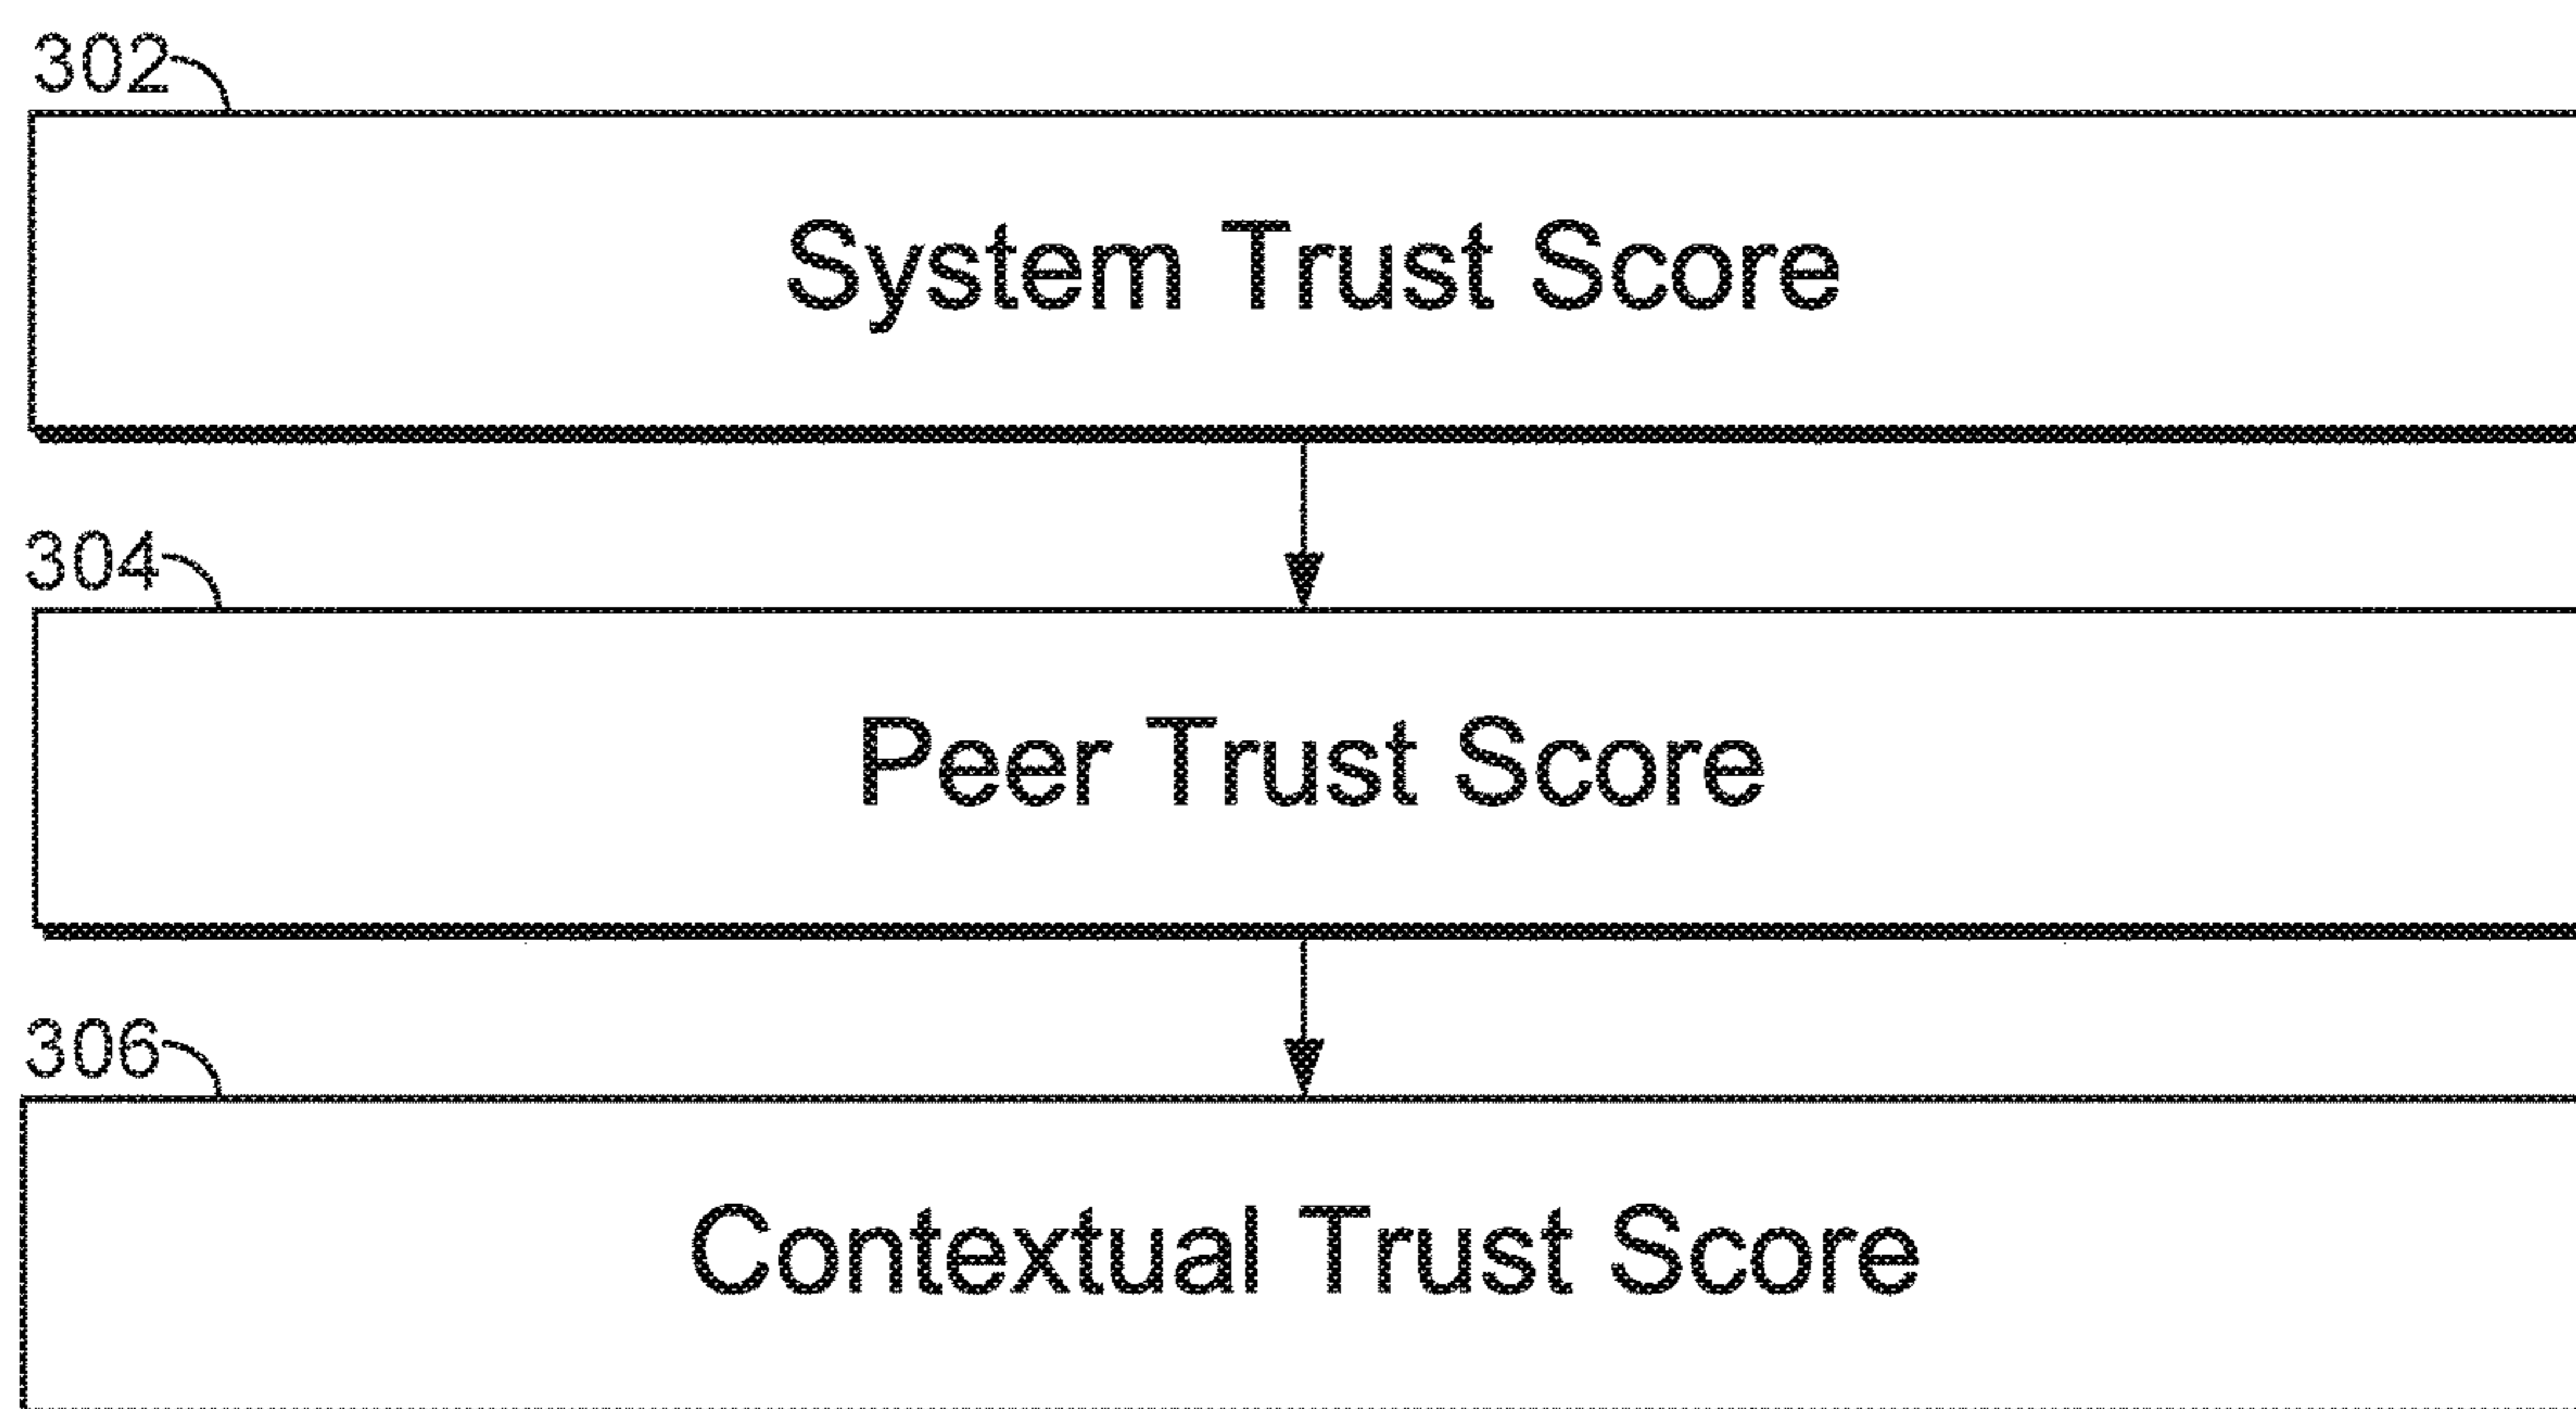 302
System Trust Score
304
Peer Trust Score
306
Contextual Trust Score